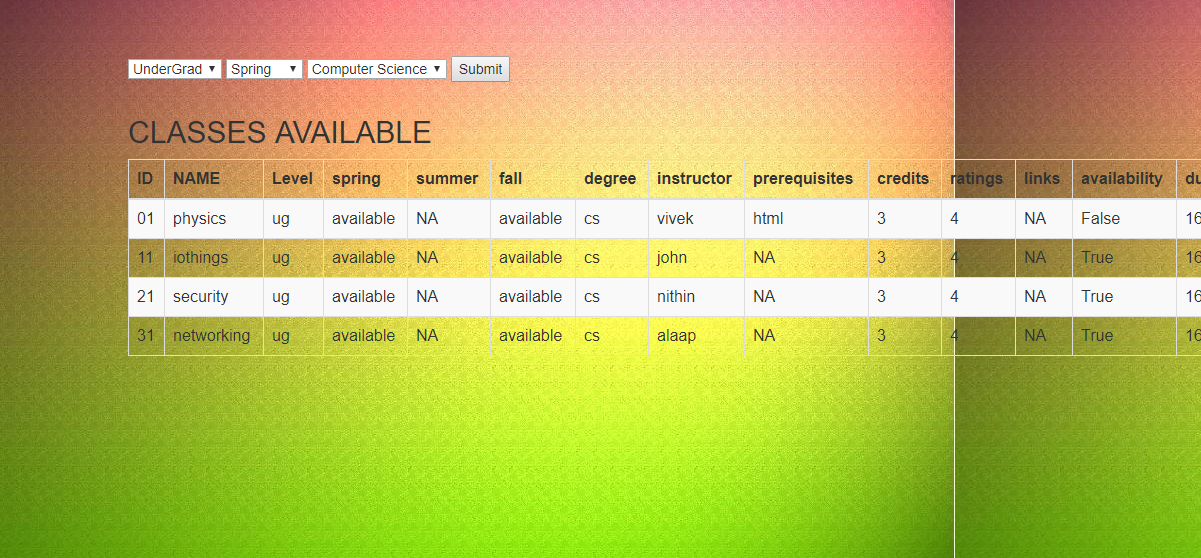 UnderGrad Spring Computer Science Submit
CLASSES AVAILABLE
ID NAME Level spring summer fall degree instructor prerequisites credits ratings links availability du
01 physics ug available NA available cs vivek html 3 4 NA False 16
11 iothings ug available NA available cs john NA 3 4 NA True 16
21 security ug available NA available cs nithin NA 3 4 NA True 16
31 networking ug available NA available cs alaap NA 3 4 NA True 16